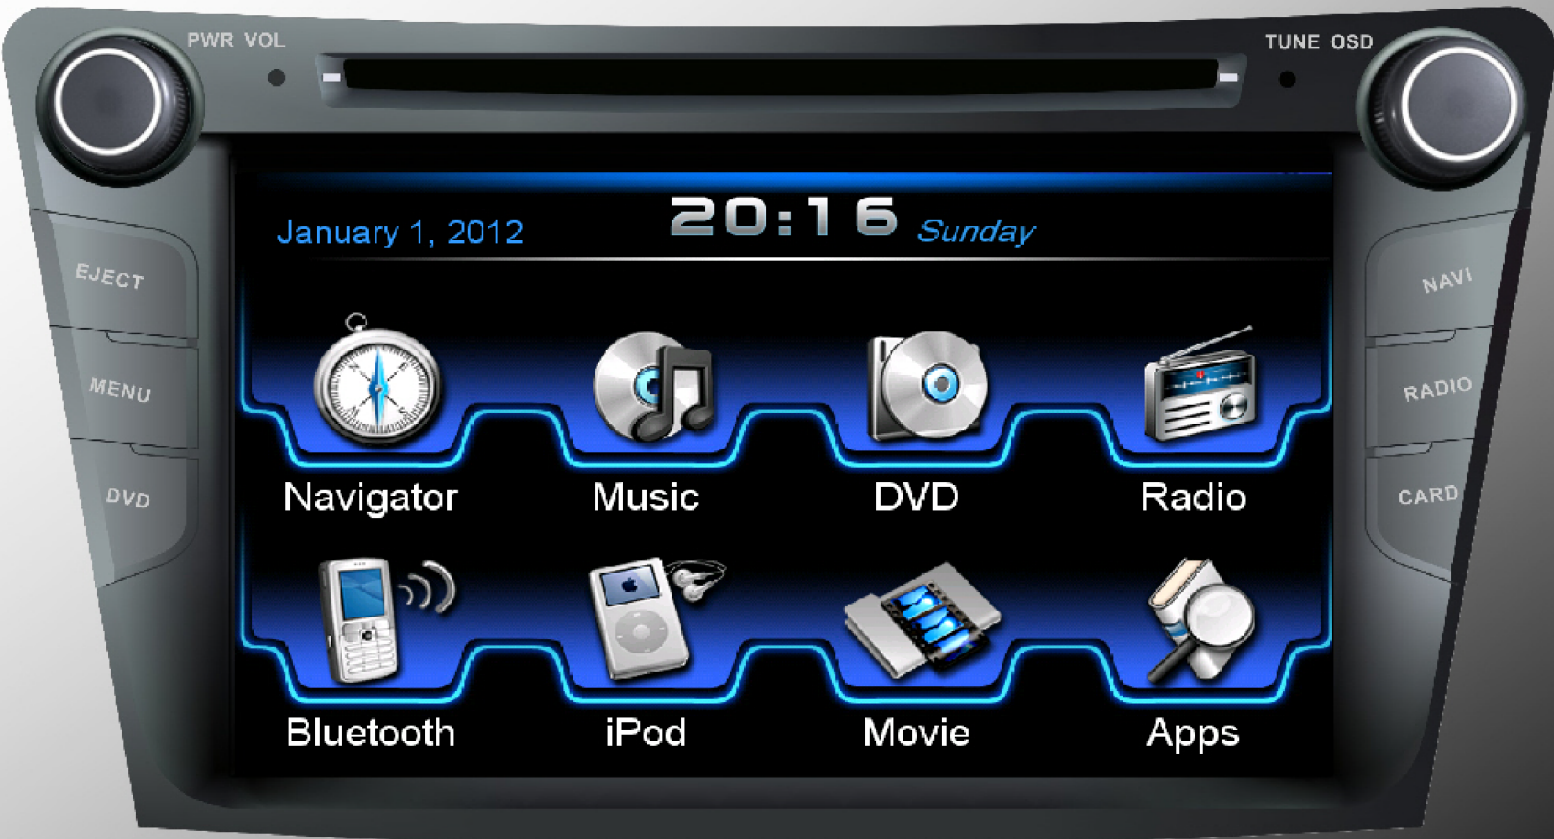 PWR VOL
TUNE OSD
January 1, 2012
20:16
Sunday
EJECT
NAVI
MENU
RADIO
DVD
CARD
Navigator
Music
DVD
Radio
Bluetooth
iPod
Movie
Apps